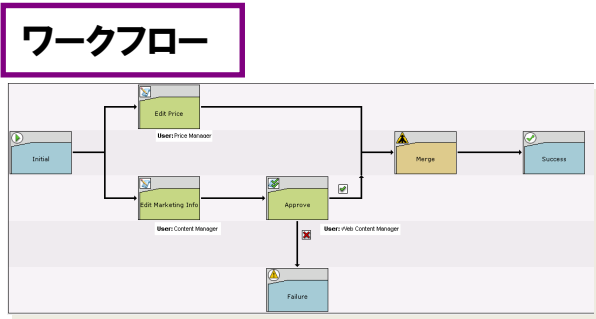 ワークフロー
Edit Price
User: Price Manager
Initial
Merge
Success
Edit Marketing Info
Approve
User: Content Manager
User: Web Content Manager
Failure